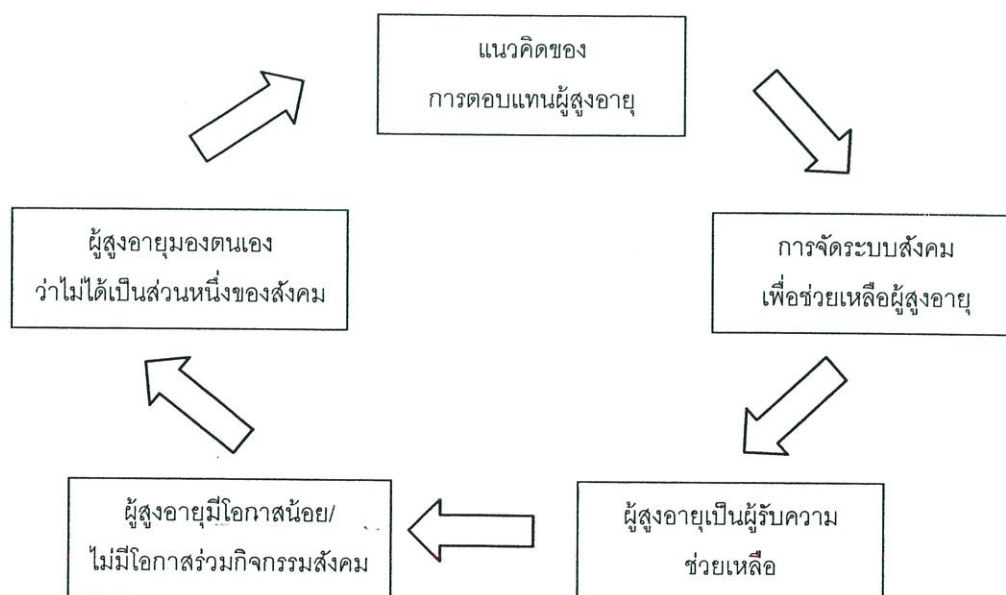 แนวคิดของ
การตอบแทนผู้สูงอายุ
การจัดระบบสังคม
เพื่อช่วยเหลือผู้สูงอายุ
ผู้สูงอายุเป็นผู้รับความ
ช่วยเหลือ
ผู้สูงอายุมีโอกาสน้อย/
ไม่มีโอกาสร่วมกิจกรรมสังคม
ผู้สูงอายุมองตนเอง
ว่าไม่ได้เป็นส่วนหนึ่งของสังคม